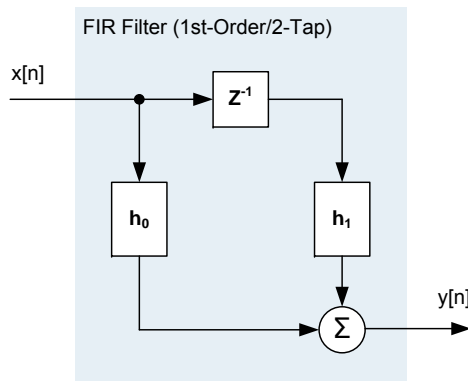 FIR Filter (1st-Order/2-Tap)
x[n]
Z⁻¹
h₀
h₁
y[n]
Σ